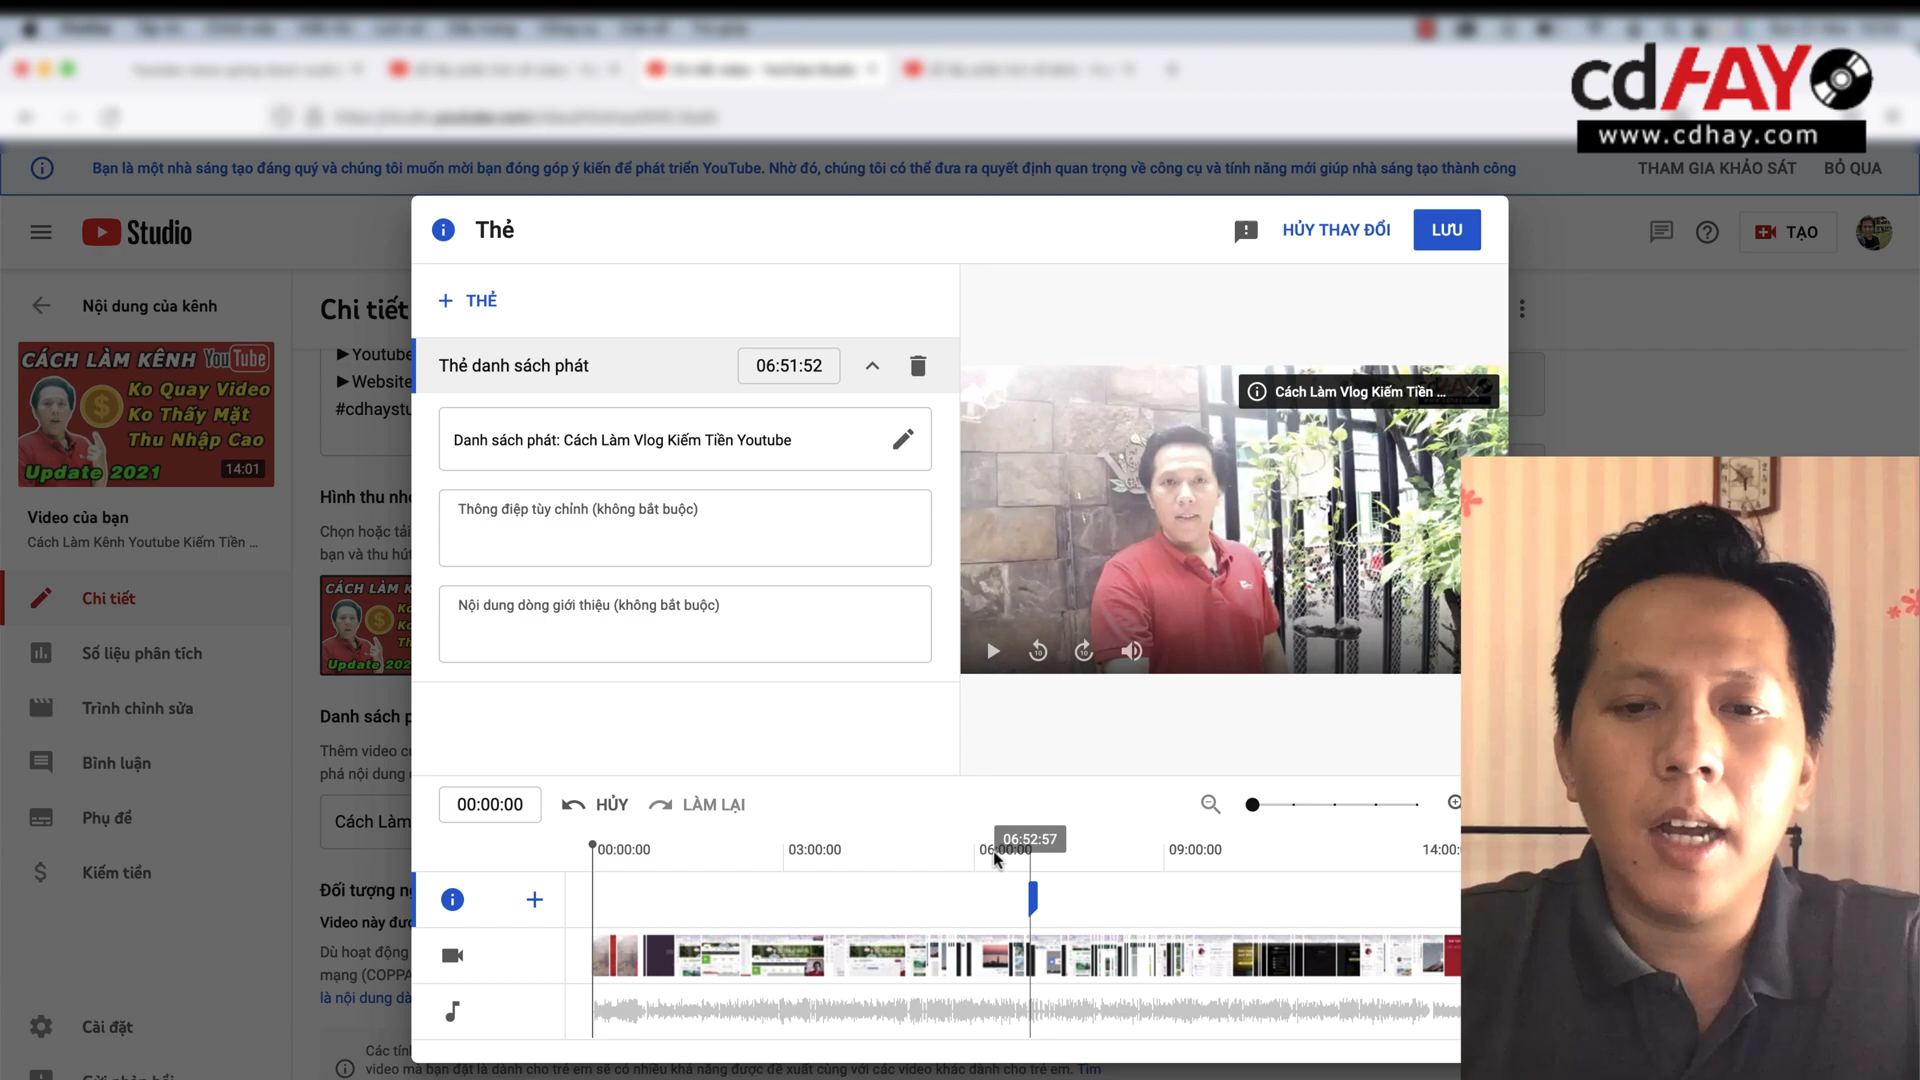 cdHAY
www.cdhay.com
Bạn là một nhà sáng tạo đáng quý và chúng tôi muốn mời bạn đóng góp ý kiến để phát triển YouTube. Nhờ đó, chúng tôi có thể đưa ra quyết định quan trọng về công cụ và tính năng mới giúp nhà sáng tạo thành công
THAM GIA KHẢO SÁT
BỎ QUA
Studio
TẠO
Nội dung của kênh
CÁCH LÀM KÊNH YouTube
Ko Quay Video
Ko Thấy Mặt
Thu Nhập Cao
Update 2021
14:01
Video của bạn
Cách Làm Kênh Youtube Kiếm Tiền ...
Chi tiết
Số liệu phân tích
Trình chỉnh sửa
Bình luận
Phụ đề
Kiếm tiền
Cài đặt
Chi tiết
▶Youtube
▶Website
#cdhaystu
Hình thu nhỏ
Chọn hoặc tải
bạn và thu hút
CÁCH LÀM
Update 202
Danh sách p
Thêm video c
phá nội dung
Cách Làm
Đối tượng n
Video này đư
Dù hoạt động
mạng (COPPA
là nội dung dà
Các tín
video mà bạn đặt là dành cho trẻ em sẽ có nhiều khả năng được đề xuất cùng với các video khác dành cho trẻ em. Tìm
Thẻ
HỦY THAY ĐỔI
LƯU
+ THẺ
Thẻ danh sách phát
06:51:52
Danh sách phát: Cách Làm Vlog Kiếm Tiền Youtube
Thông điệp tùy chỉnh (không bắt buộc)
Nội dung dòng giới thiệu (không bắt buộc)
Cách Làm Vlog Kiếm Tiền ...
10
10
00:00:00
HỦY
LÀM LẠI
06:52:57
00:00:00
03:00:00
06:00:00
09:00:00
14:00: